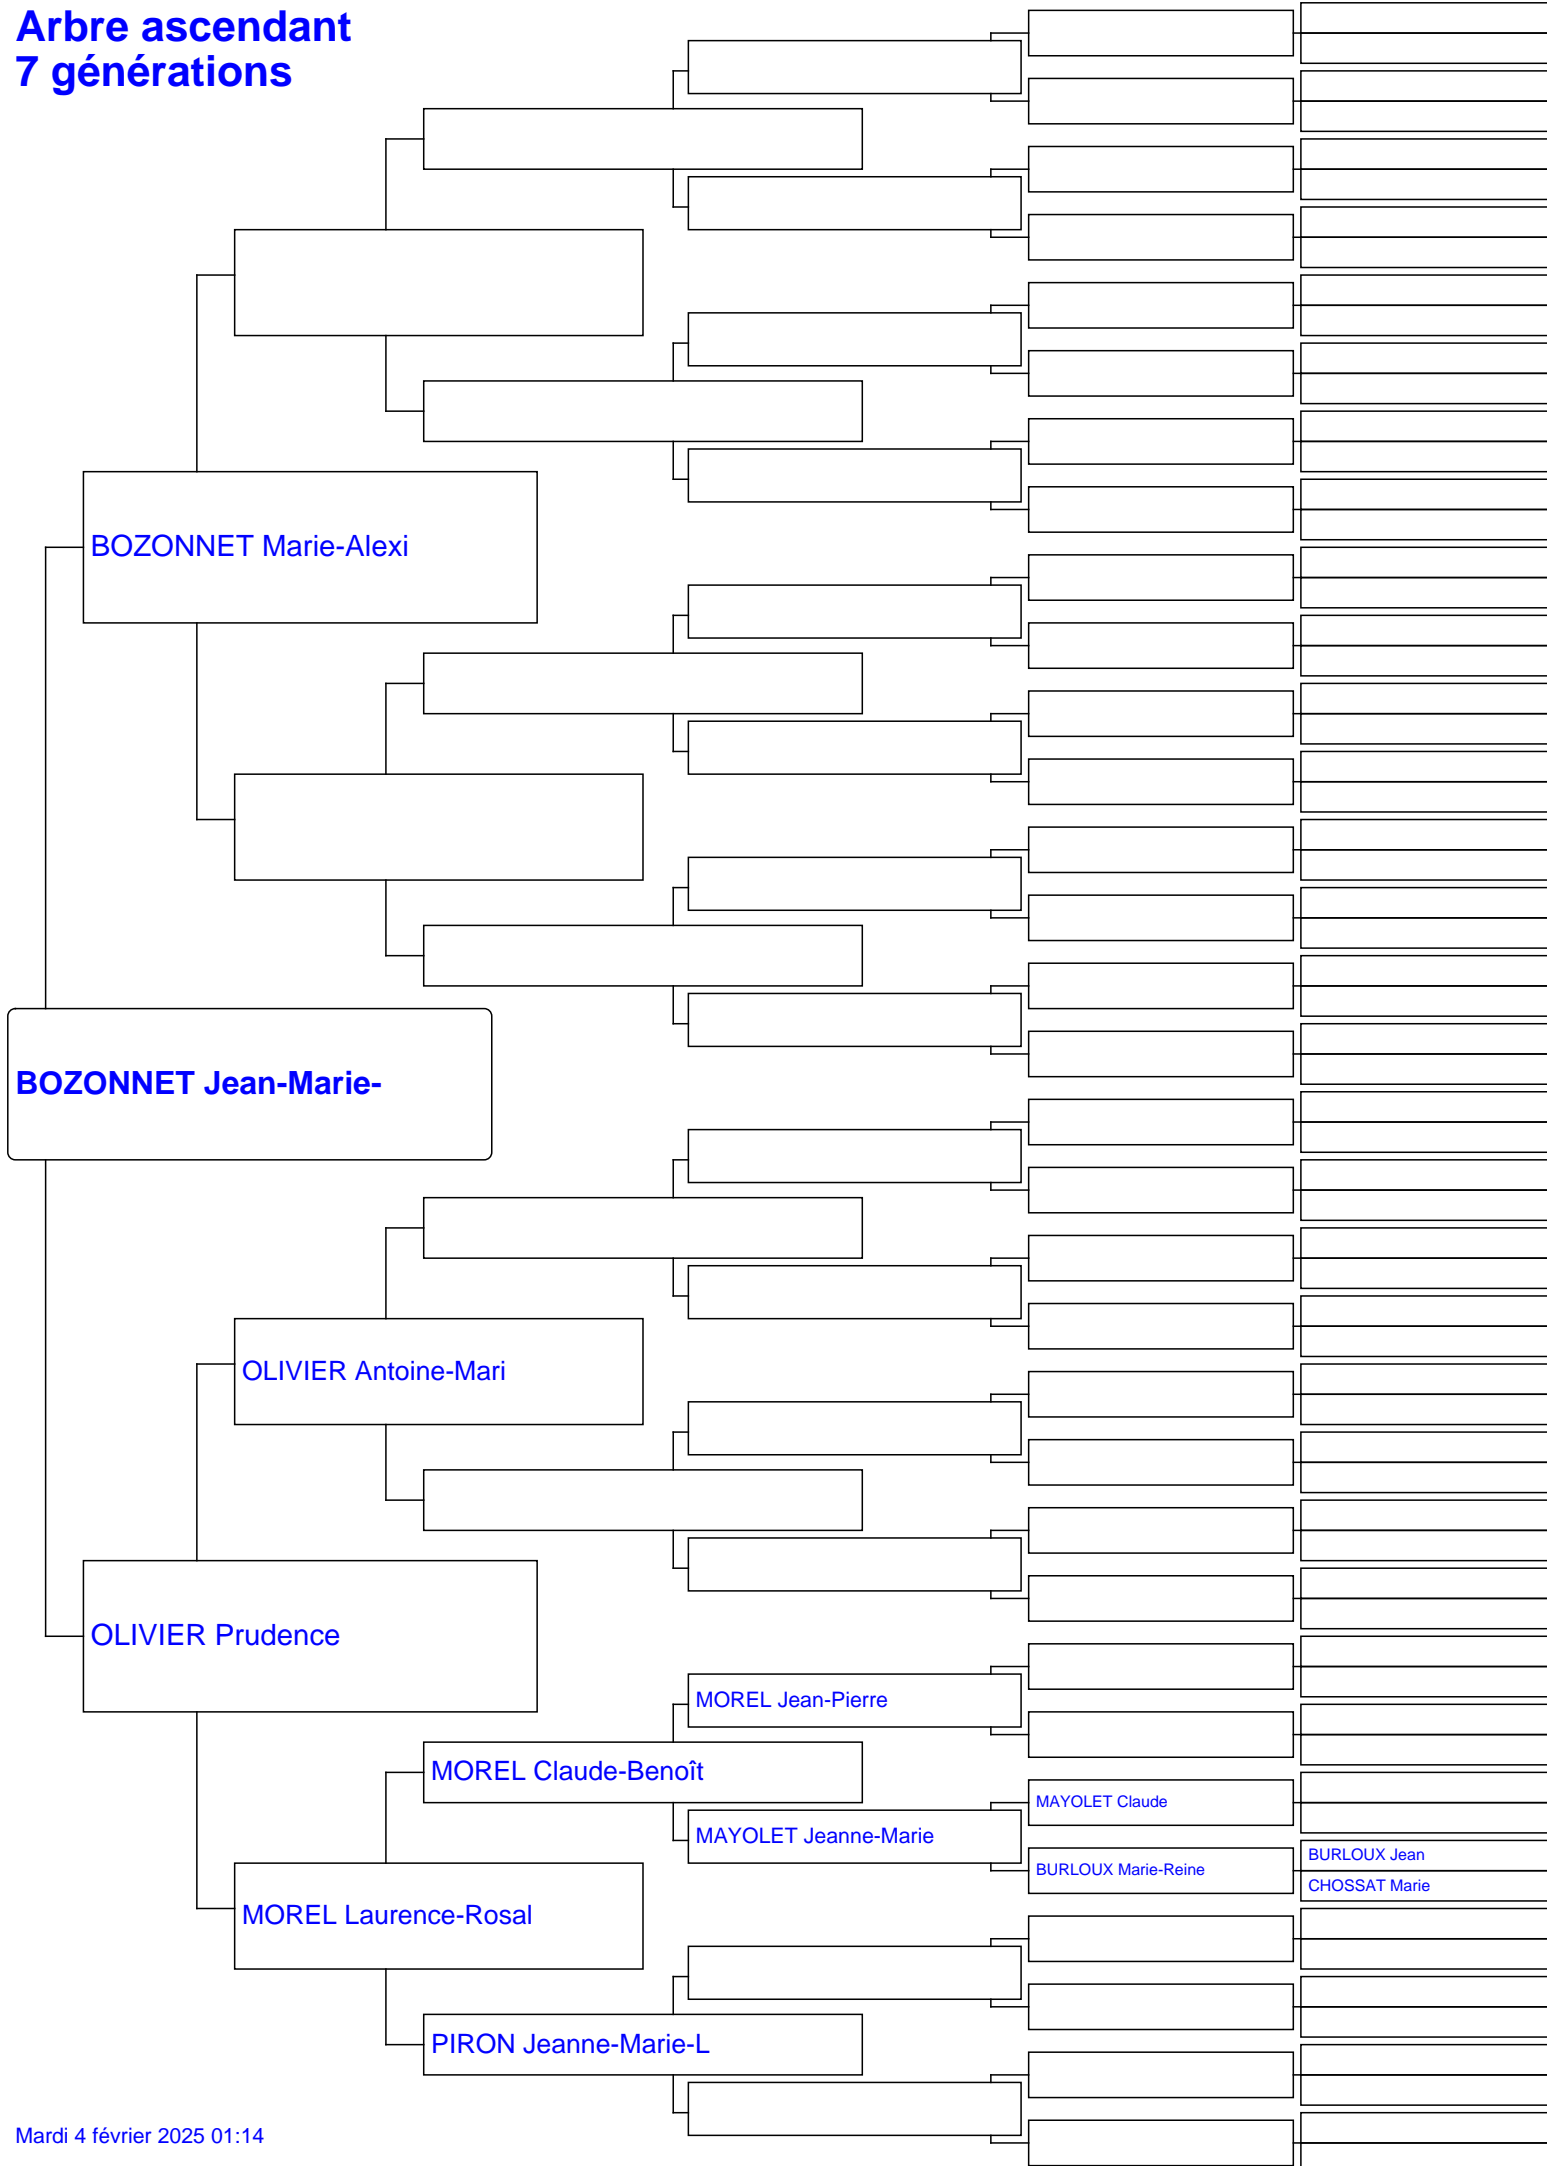 Arbre ascendant
7 générations
BOZONNET Marie-Alexi
BOZONNET Jean-Marie-
OLIVIER Antoine-Mari
OLIVIER Prudence
MOREL Jean-Pierre
MOREL Claude-Benoît
MAYOLET Claude
MAYOLET Jeanne-Marie
BURLOUX Jean
BURLOUX Marie-Reine
CHOSSAT Marie
MOREL Laurence-Rosal
PIRON Jeanne-Marie-L
Mardi 4 février 2025 01:14